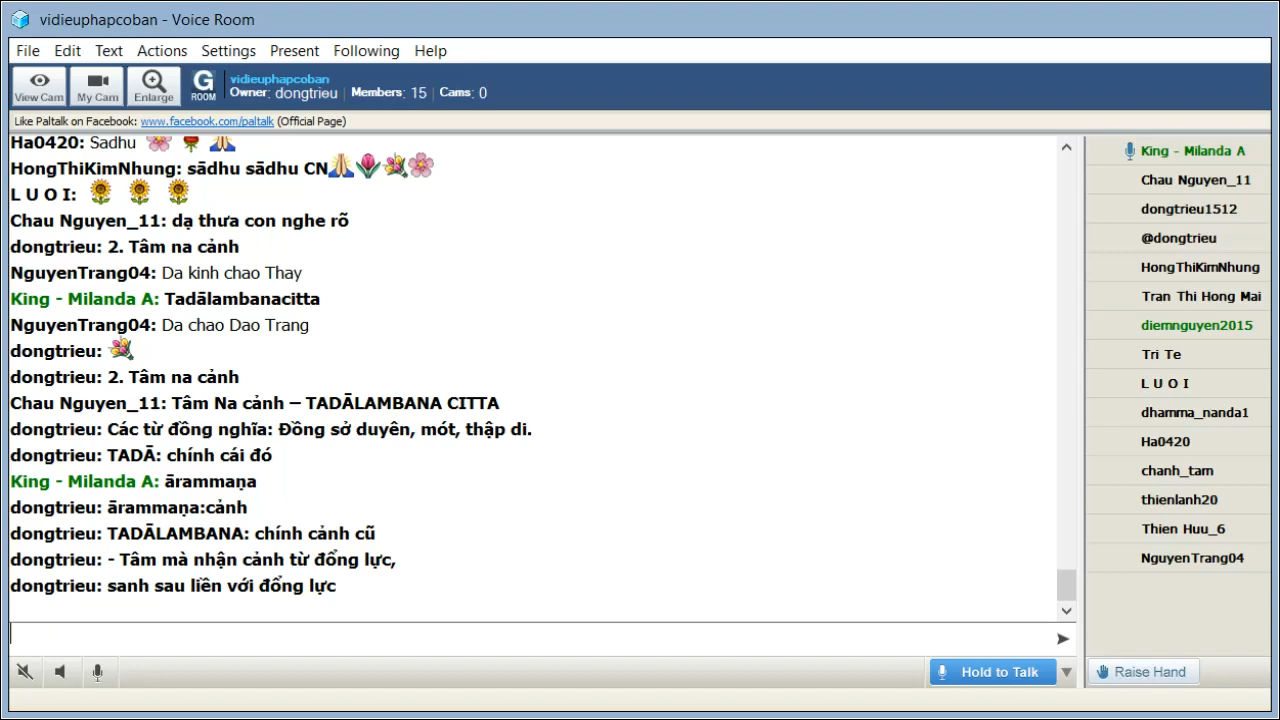 vidieuphapcoban - Voice Room
File Edit Text Actions Settings Present Following Help
View Cam My Cam Enlarge G ROOM vidieuphapcoban
Owner: dongtrieu | Members: 15 | Cams: 0
Like Paltalk on Facebook: www.facebook.com/paltalk (Official Page)
Ha0420: Sadhu
HongThiKimNhung: sādhu sādhu CN
L U O I:
Chau Nguyen_11: dạ thưa con nghe rõ
dongtrieu: 2. Tâm na cảnh
NguyenTrang04: Da kinh chao Thay
King - Milanda A: Tadālambanacitta
NguyenTrang04: Da chao Dao Trang
dongtrieu:
dongtrieu: 2. Tâm na cảnh
Chau Nguyen_11: Tâm Na cảnh – TADĀLAMBANA CITTA
dongtrieu: Các từ đồng nghĩa: Đồng sở duyên, mót, thập di.
dongtrieu: TADĀ: chính cái đó
King - Milanda A: ārammaṇa
dongtrieu: ārammaṇa:cảnh
dongtrieu: TADĀLAMBANA: chính cảnh cũ
dongtrieu: - Tâm mà nhận cảnh từ đổng lực,
dongtrieu: sanh sau liền với đổng lực
King - Milanda A
Chau Nguyen_11
dongtrieu1512
@dongtrieu
HongThiKimNhung
Tran Thi Hong Mai
diemnguyen2015
Tri Te
L U O I
dhamma_nanda1
Ha0420
chanh_tam
thienlanh20
Thien Huu_6
NguyenTrang04
Hold to Talk
Raise Hand